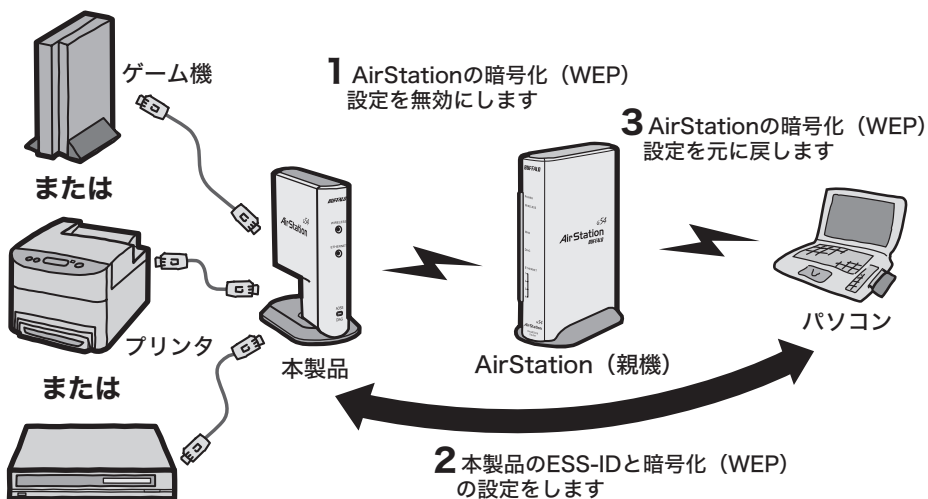 ゲーム機
または
プリンタ
または
1 AirStationの暗号化（WEP）
設定を無効にします
BUFFALO
AirStation
本製品
BUFFALO
AirStation
BUFFALO
AirStation
AirStation（親機）
3 AirStationの暗号化（WEP）
設定を元に戻します
パソコン
2 本製品のESS-IDと暗号化（WEP）
の設定をします